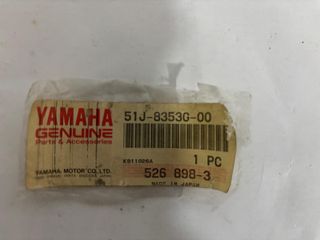 YAMAHA
GENUINE
Parts & Accessories
YAMAHA MOTOR CO., LTD.
51J-8353G-00
K911026A
1 PC
526 898-3
MADE IN JAPAN